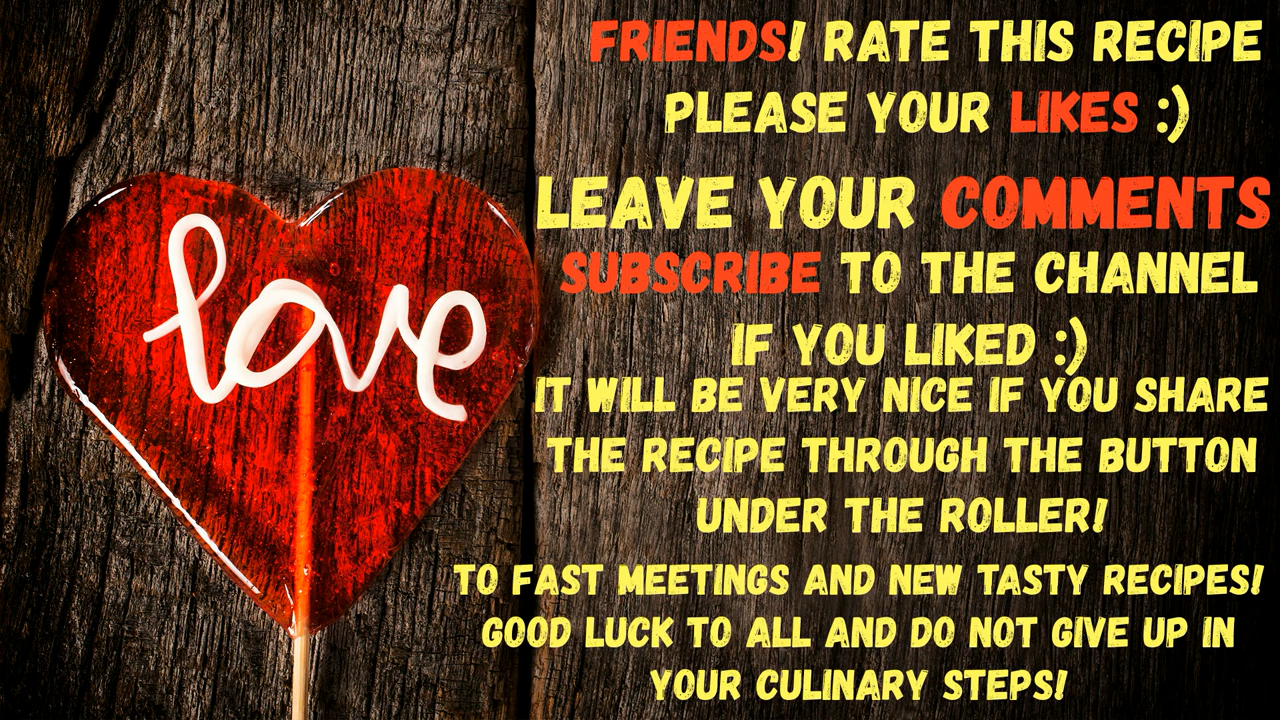 love
FRIENDS! RATE THIS RECIPE
PLEASE YOUR LIKES :)
LEAVE YOUR COMMENTS
SUBSCRIBE TO THE CHANNEL
IF YOU LIKED :)
IT WILL BE VERY NICE IF YOU SHARE
THE RECIPE THROUGH THE BUTTON
UNDER THE ROLLER!
TO FAST MEETINGS AND NEW TASTY RECIPES!
GOOD LUCK TO ALL AND DO NOT GIVE UP IN
YOUR CULINARY STEPS!